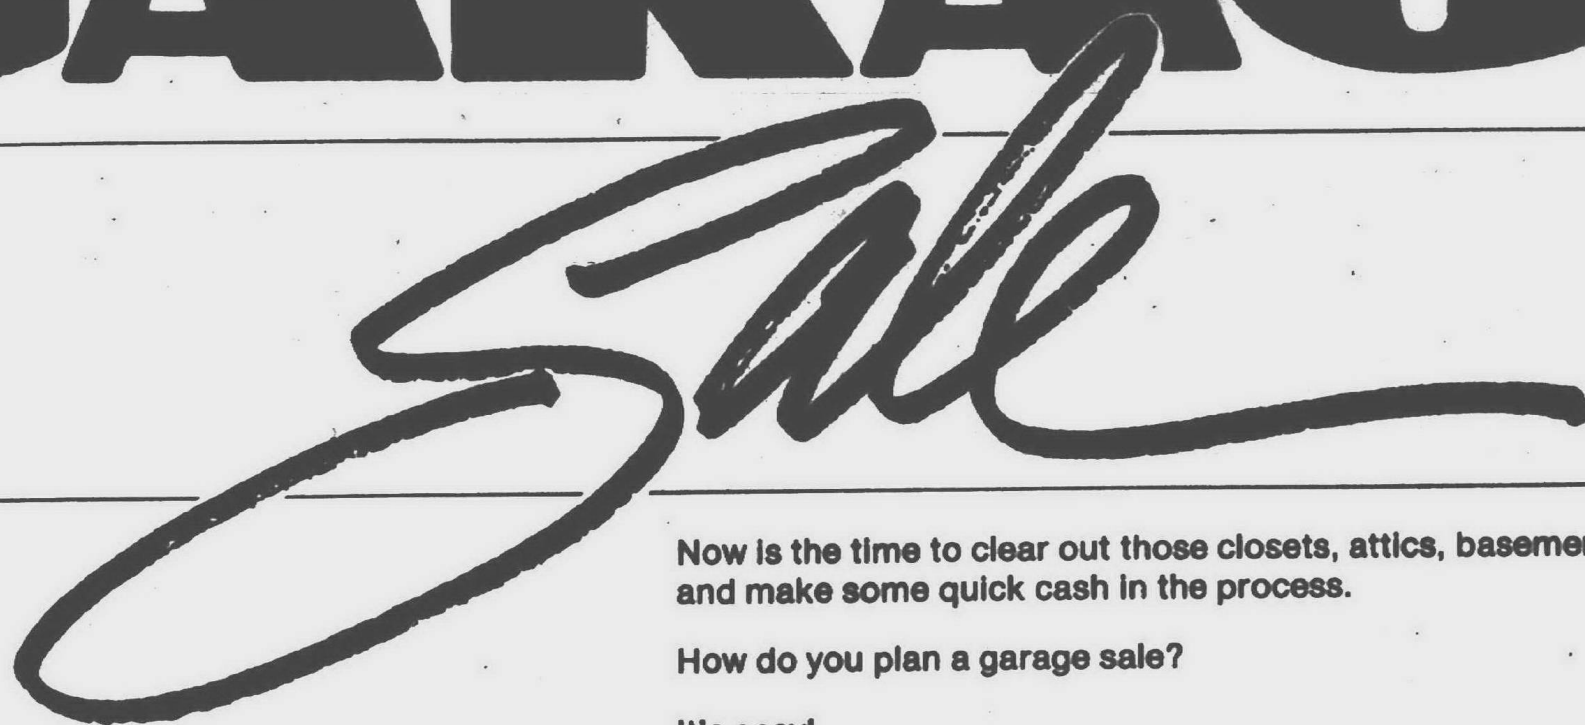 Sale
Now is the time to clear out those closets, attics,
and make some quick cash in the process.
How do you plan a garage sale?